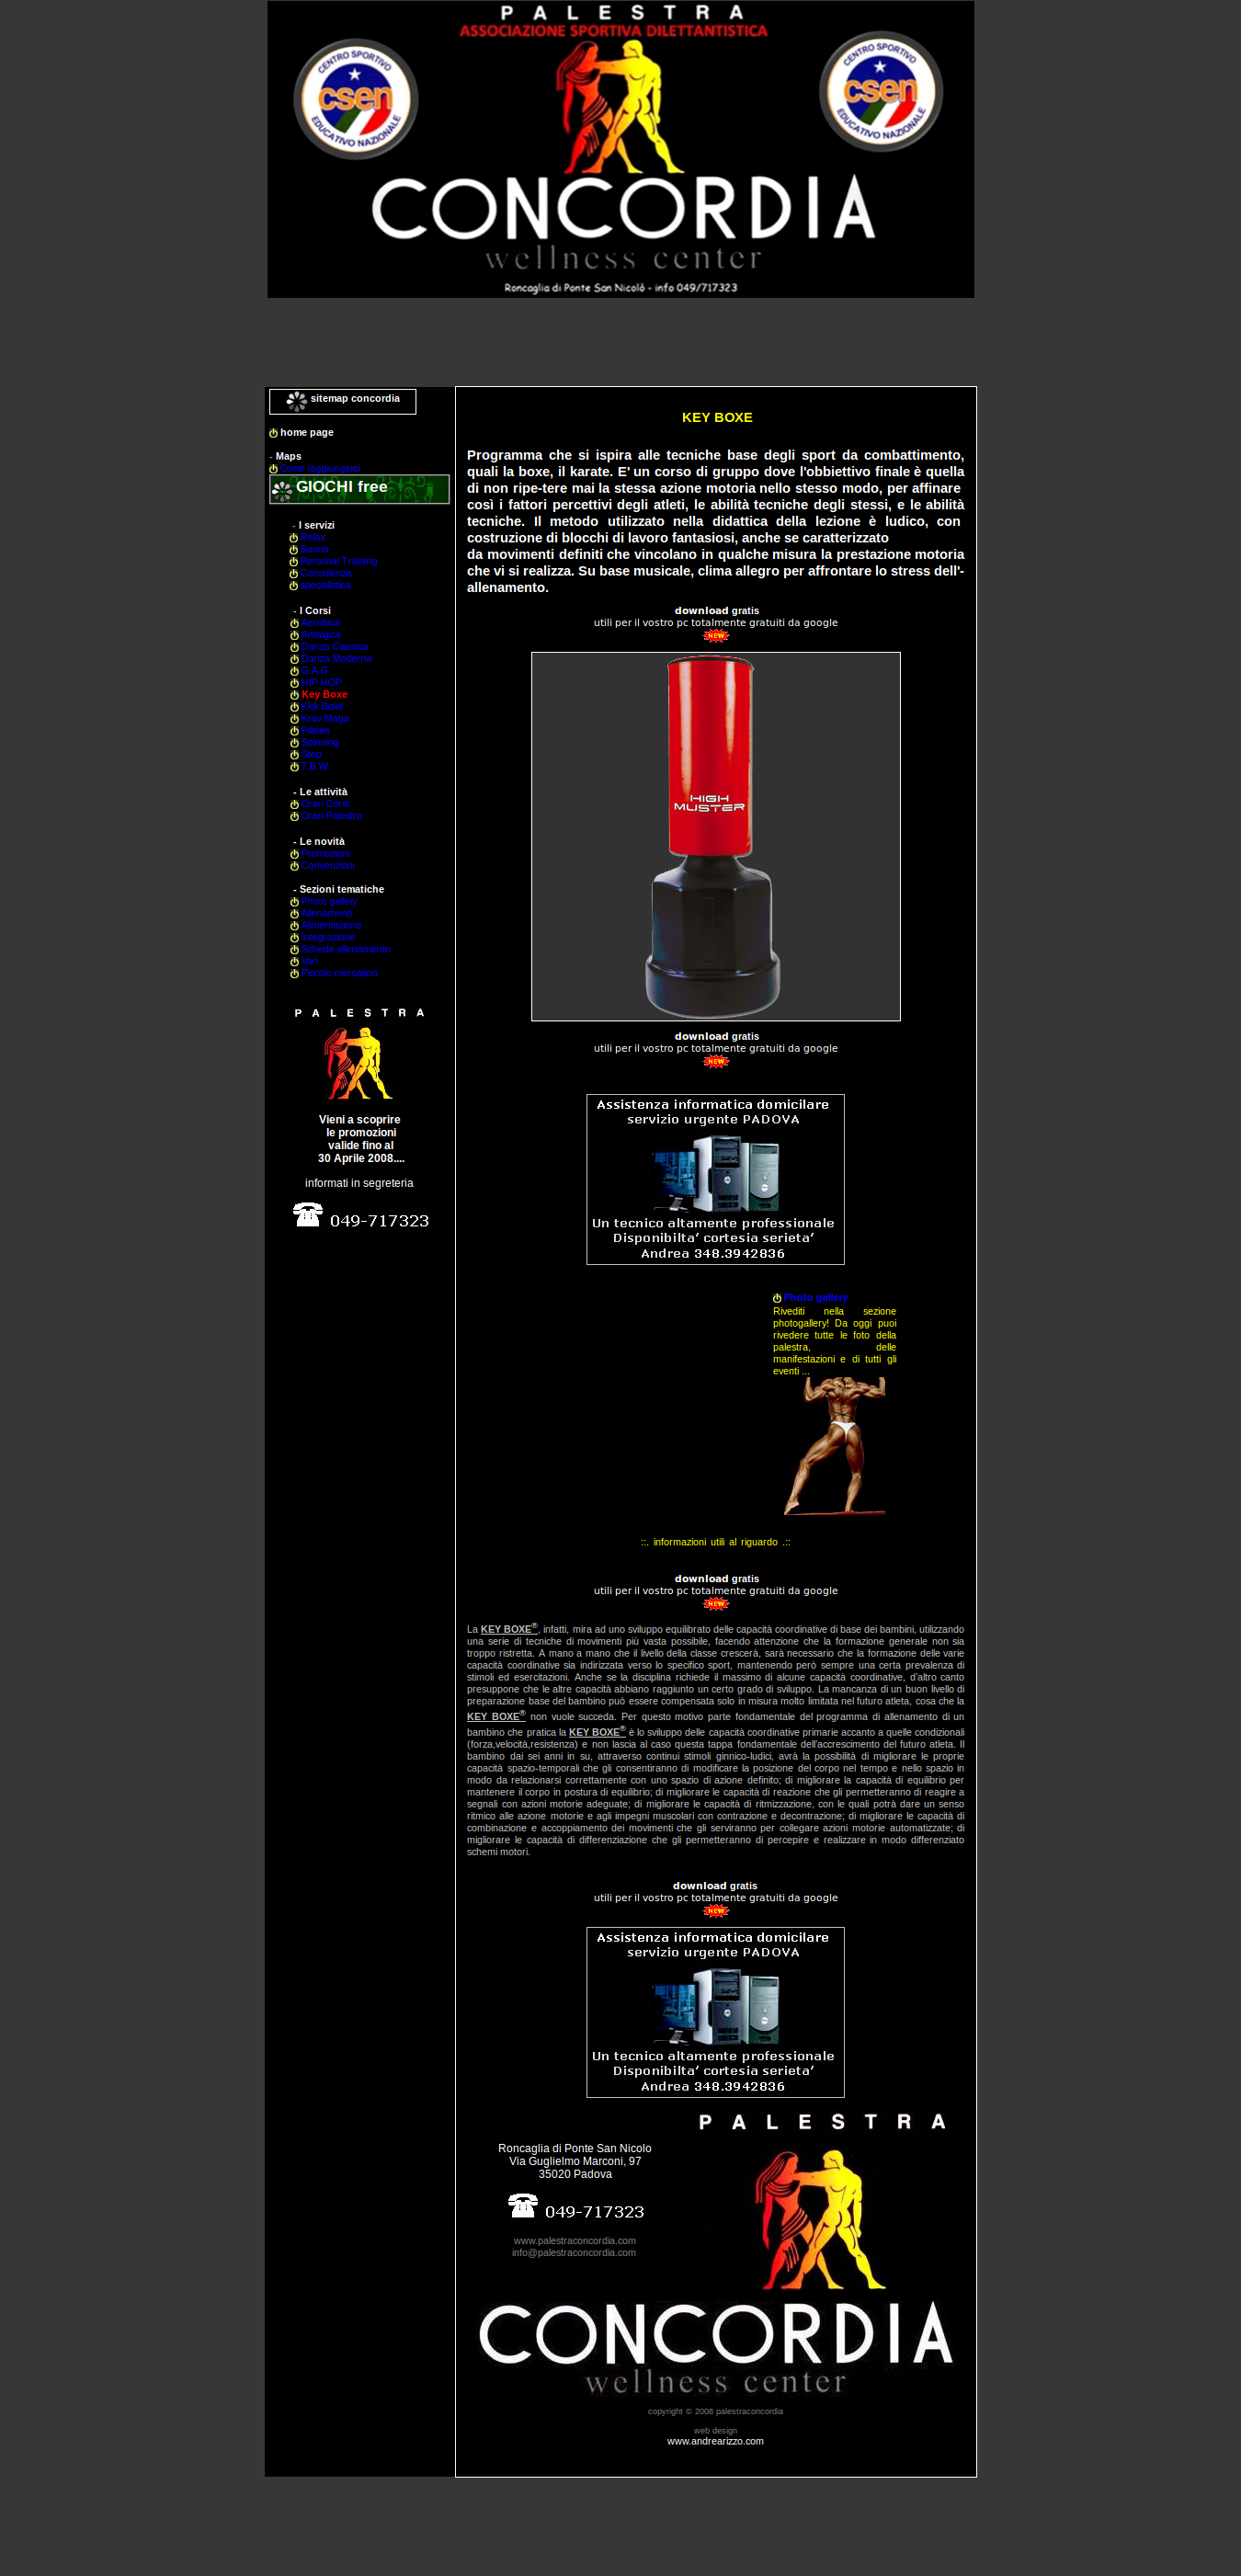 PALESTRA
ASSOCIAZIONE SPORTIVA DILETTANTISTICA
CENTRO SPORTIVO
csen
EDUCATIVO NAZIONALE
CENTRO SPORTIVO
csen
EDUCATIVO NAZIONALE
CONCORDIA
wellness center
Roncaglia di Ponte San Nicolò - info 049/717323
sitemap concordia
home page
- Maps
Come raggiungerci
GIOCHI free
- I servizi
Relax
Sauna
Personal Training
Consulenza
specialistica
- I Corsi
Aerobica
Antalgica
Danza Classica
Danza Moderna
G.A.G.
HIP HOP
Key Boxe
Kick Boxe
Krav Maga
Pilates
Spinning
Step
T.B.W.
- Le attività
Orari Corsi
Orari Palestra
- Le novità
Promozioni
Convenzioni
- Sezioni tematiche
Photo gallery
Allenamenti
Alimentazione
Integrazione
Schede allenamento
Vari
Piccolo mercatino
PALESTRA
Vieni a scoprire
le promozioni
valide fino al
30 Aprile 2008....
informati in segreteria
049-717323
KEY BOXE
Programma che si ispira alle tecniche base degli sport da combattimento,
quali la boxe, il karate. E' un corso di gruppo dove l'obbiettivo finale è quella
di non ripe-tere mai la stessa azione motoria nello stesso modo, per affinare
così i fattori percettivi degli atleti, le abilità tecniche degli stessi, e le abilità
tecniche. Il metodo utilizzato nella didattica della lezione è ludico, con
costruzione di blocchi di lavoro fantasiosi, anche se caratterizzato
da movimenti definiti che vincolano in qualche misura la prestazione motoria
che vi si realizza. Su base musicale, clima allegro per affrontare lo stress dell'-
allenamento.
download gratis
utili per il vostro pc totalmente gratuiti da google
NEW
HIGH
MUSTER
download gratis
utili per il vostro pc totalmente gratuiti da google
NEW
Assistenza informatica domicilare
servizio urgente PADOVA
Un tecnico altamente professionale
Disponibilta' cortesia serieta'
Andrea 348.3942836
Photo gallery
Rivediti nella sezione
photogallery! Da oggi puoi
rivedere tutte le foto della
palestra, delle
manifestazioni e di tutti gli
eventi ...
::. informazioni utili al riguardo .::
download gratis
utili per il vostro pc totalmente gratuiti da google
NEW
La KEY BOXE®, infatti, mira ad uno sviluppo equilibrato delle capacità coordinative di base dei bambini, utilizzando
una serie di tecniche di movimenti più vasta possibile, facendo attenzione che la formazione generale non sia
troppo ristretta. A mano a mano che il livello della classe crescerà, sarà necessario che la formazione delle varie
capacità coordinative sia indirizzata verso lo specifico sport, mantenendo però sempre una certa prevalenza di
stimoli ed esercitazioni. Anche se la disciplina richiede il massimo di alcune capacità coordinative, d'altro canto
presuppone che le altre capacità abbiano raggiunto un certo grado di sviluppo. La mancanza di un buon livello di
preparazione base del bambino può essere compensata solo in misura molto limitata nel futuro atleta, cosa che la
KEY BOXE® non vuole succeda. Per questo motivo parte fondamentale del programma di allenamento di un
bambino che pratica la KEY BOXE® è lo sviluppo delle capacità coordinative primarie accanto a quelle condizionali
(forza,velocità,resistenza) e non lascia al caso questa tappa fondamentale dell'accrescimento del futuro atleta. Il
bambino dai sei anni in su, attraverso continui stimoli ginnico-ludici, avrà la possibilità di migliorare le proprie
capacità spazio-temporali che gli consentiranno di modificare la posizione del corpo nel tempo e nello spazio in
modo da relazionarsi correttamente con uno spazio di azione definito; di migliorare la capacità di equilibrio per
mantenere il corpo in postura di equilibrio; di migliorare le capacità di reazione che gli permetteranno di reagire a
segnali con azioni motorie adeguate; di migliorare le capacità di ritmizzazione, con le quali potrà dare un senso
ritmico alle azione motorie e agli impegni muscolari con contrazione e decontrazione; di migliorare le capacità di
combinazione e accoppiamento dei movimenti che gli serviranno per collegare azioni motorie automatizzate; di
migliorare le capacità di differenziazione che gli permetteranno di percepire e realizzare in modo differenziato
schemi motori.
download gratis
utili per il vostro pc totalmente gratuiti da google
NEW
Assistenza informatica domicilare
servizio urgente PADOVA
Un tecnico altamente professionale
Disponibilta' cortesia serieta'
Andrea 348.3942836
PALESTRA
Roncaglia di Ponte San Nicolo
Via Guglielmo Marconi, 97
35020 Padova
049-717323
www.palestraconcordia.com
info@palestraconcordia.com
CONCORDIA
wellness center
copyright © 2008 palestraconcordia
web design
www.andrearizzo.com